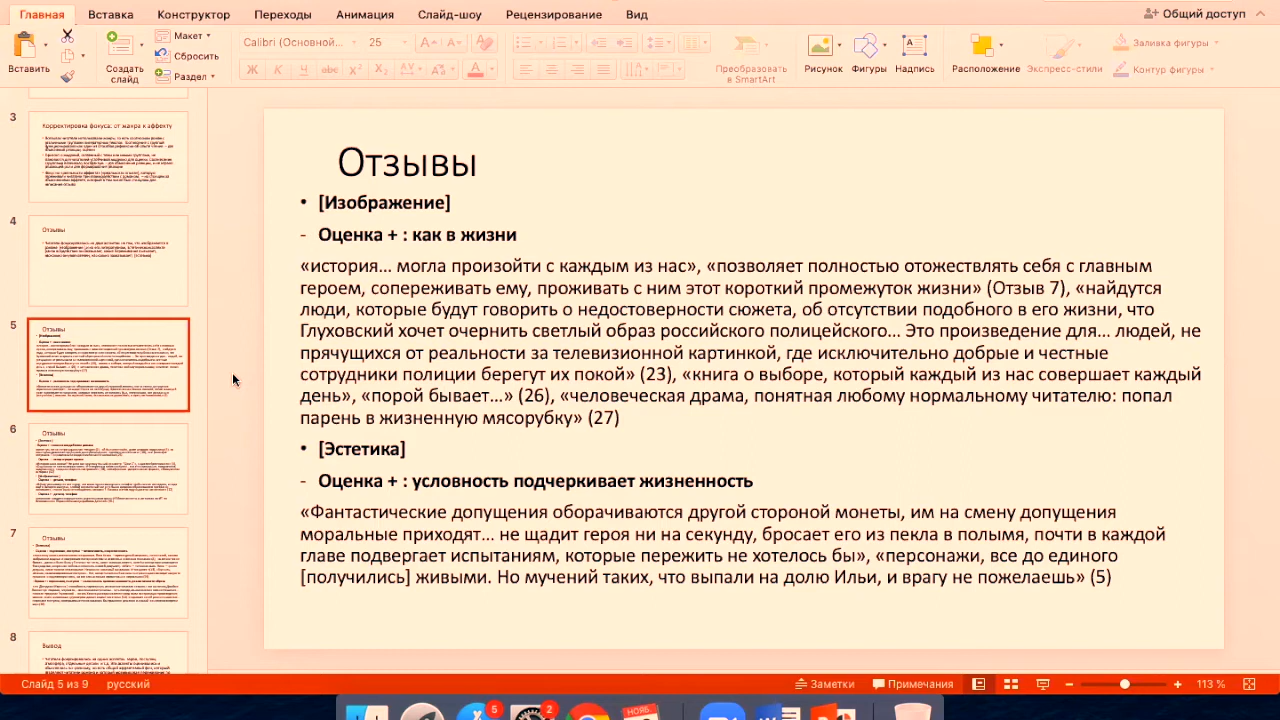 Главная Вставка Конструктор Переходы Анимация Слайд-шоу Рецензирование Вид Общий доступ
Вставить
Создать слайд
Макет
Сбросить
Раздел
Calibri (Основной... 25
Преобразовать в SmartArt
Рисунок Фигуры Надпись Расположение Экспресс-стили
Заливка фигуры
Контур фигуры
3
Корректировка фокуса: от жанра к аффекту
4
Отзывы
5
Отзывы
6
Отзывы
7
Отзывы
8
Вывод
Отзывы
• [Изображение]
- Оценка + : как в жизни
«история... могла произойти с каждым из нас», «позволяет полностью отожествлять себя с главным
героем, сопереживать ему, проживать с ним этот короткий промежуток жизни» (Отзыв 7), «найдутся
люди, которые будут говорить о недостоверности сюжета, об отсутствии подобного в его жизни, что
Глуховский хочет очернить светлый образ российского полицейского... Это произведение для... людей, не
прячущихся от реальности за телевизионной картинкой, где исключительно добрые и честные
сотрудники полиции берегут их покой» (23), «книга о выборе, который каждый из нас совершает каждый
день», «порой бывает...» (26), «человеческая драма, понятная любому нормальному читателю: попал
парень в жизненную мясорубку» (27)
• [Эстетика]
- Оценка + : условность подчеркивает жизненность
«Фантастические допущения оборачиваются другой стороной монеты, им на смену допущения
моральные приходят... не щадит героя ни на секунду, бросает его из пекла в полымя, почти в каждой
главе подвергает испытаниям, которые пережить невозможно», «персонажи все до единого
[получились] живыми. Но мучений таких, что выпали на долю Ильи, и врагу не пожелаешь» (5)
Слайд 5 из 9 русский Заметки Примечания 113 %
5 2 НОЯБ